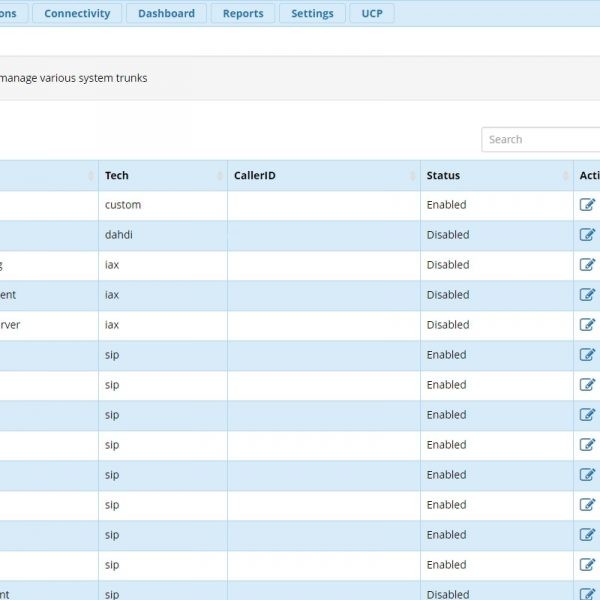 ons Connectivity Dashboard Reports Settings UCP
manage various system trunks
Search
Tech CallerID Status Acti
custom Enabled
dahdi Disabled
g iax Disabled
ent iax Disabled
rver iax Disabled
sip Enabled
sip Enabled
sip Enabled
sip Enabled
sip Enabled
sip Enabled
sip Enabled
sip Enabled
nt sip Disabled